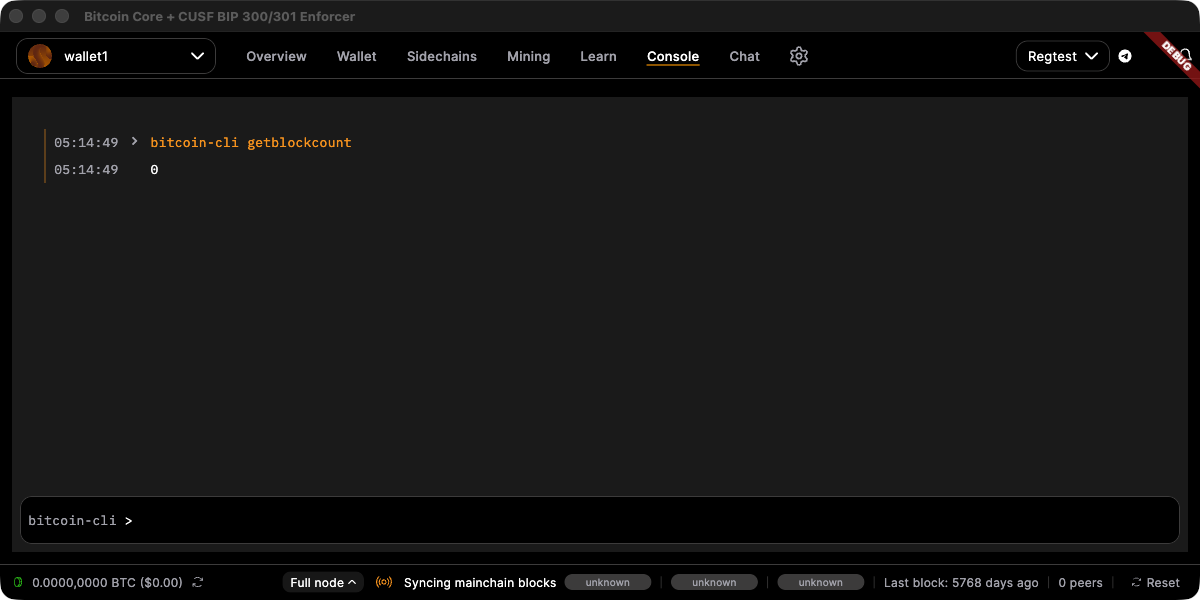 Bitcoin Core + CUSF BIP 300/301 Enforcer
wallet1 Overview Wallet Sidechains Mining Learn Console Chat Regtest DEBUG
05:14:49 > bitcoin-cli getblockcount
05:14:49 0
bitcoin-cli >
0.0000,0000 BTC ($0.00) Full node Syncing mainchain blocks unknown unknown unknown Last block: 5768 days ago 0 peers Reset